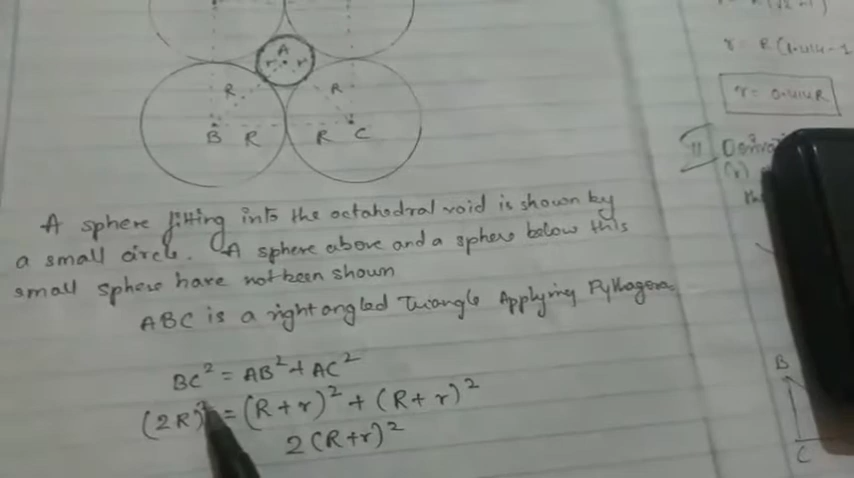 A
r r
R R
B R R C
A sphere fitting into the octahedral void is shown by
a small circle. A sphere above and a sphere below this
small sphere have not been shown
ABC is a right angled Triangle Applying Pythagora
BC² = AB² + AC²
(2R)² = (R+r)² + (R+r)²
2(R+r)²
r = 0.414R
II
(r)
B
C